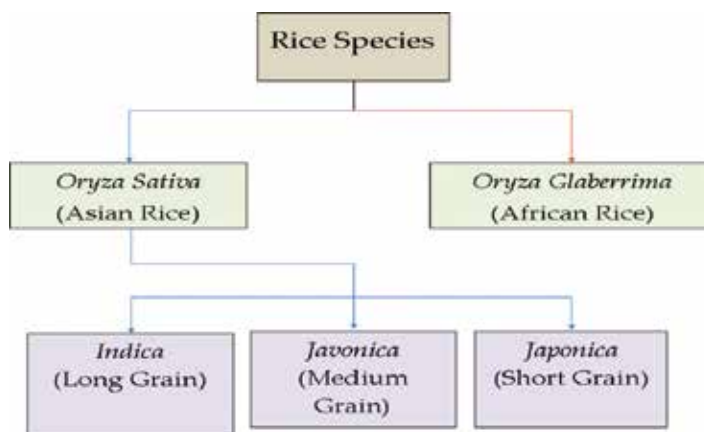 Rice Species
Oryza Sativa
(Asian Rice)
Oryza Glaberrima
(African Rice)
Indica
(Long Grain)
Javonica
(Medium
Grain)
Japonica
(Short Grain)